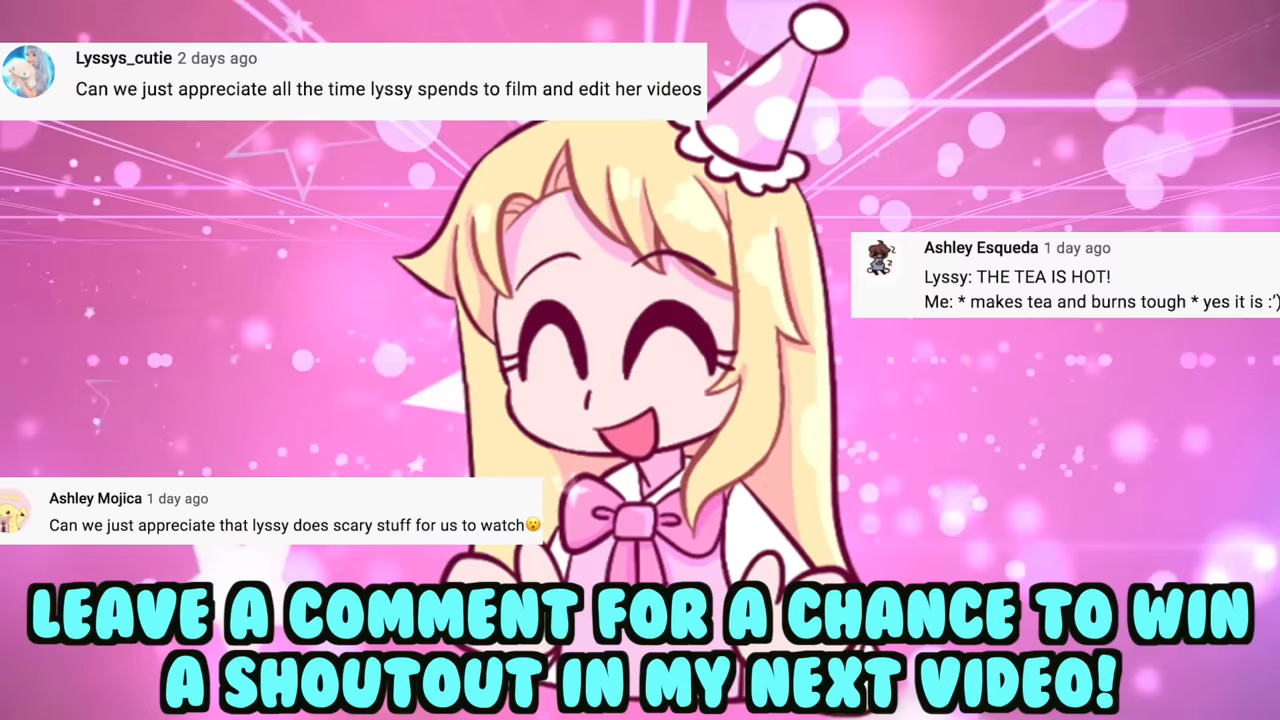 Lyssys_cutie 2 days ago
Can we just appreciate all the time lyssy spends to film and edit her videos
Ashley Esqueda 1 day ago
Lyssy: THE TEA IS HOT!
Me: * makes tea and burns tough * yes it is :')
Ashley Mojica 1 day ago
Can we just appreciate that lyssy does scary stuff for us to watch😮
LEAVE A COMMENT FOR A CHANCE TO WIN
A SHOUTOUT IN MY NEXT VIDEO!